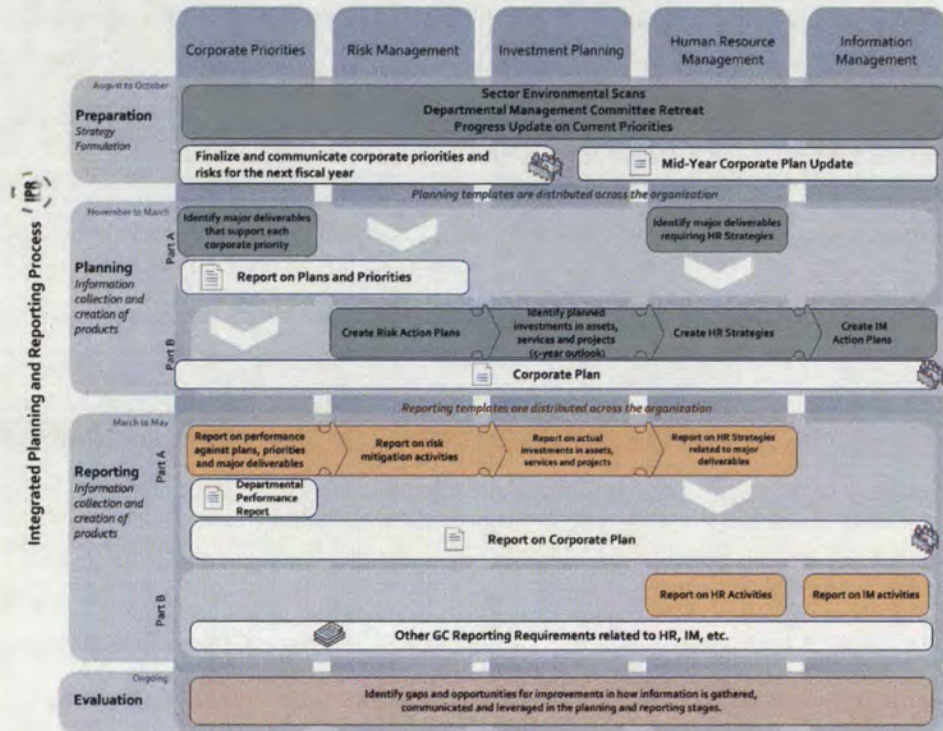 Corporate Priorities
Risk Management
Investment Planning
Human Resource
Management
Information
Management
Integrated Planning and Reporting Process
IPR
August to October
Preparation
Strategy
Formulation
Sector Environmental Scans
Departmental Management Committee Retreat
Progress Update on Current Priorities
Finalize and communicate corporate priorities and
risks for the next fiscal year
Mid-Year Corporate Plan Update
Planning templates are distributed across the organization
November to March
Planning
Information
collection and
creation of
products
Part A
Identify major deliverables
that support each
corporate priority
Identify major deliverables
requiring HR Strategies
Report on Plans and Priorities
Part B
Create Risk Action Plans
Identify planned
investments in assets,
services and projects
(5-year outlook)
Create HR Strategies
Create IM
Action Plans
Corporate Plan
Reporting templates are distributed across the organization
March to May
Reporting
Information
collection and
creation of
products
Part A
Report on performance
against plans, priorities
and major deliverables
Report on risk
mitigation activities
Report on actual
investments in assets,
services and projects
Report on HR Strategies
related to major
deliverables
Departmental
Performance
Report
Report on Corporate Plan
Part B
Report on HR Activities
Report on IM activities
Other GC Reporting Requirements related to HR, IM, etc.
Ongoing
Evaluation
Identify gaps and opportunities for improvements in how information is gathered,
communicated and leveraged in the planning and reporting stages.